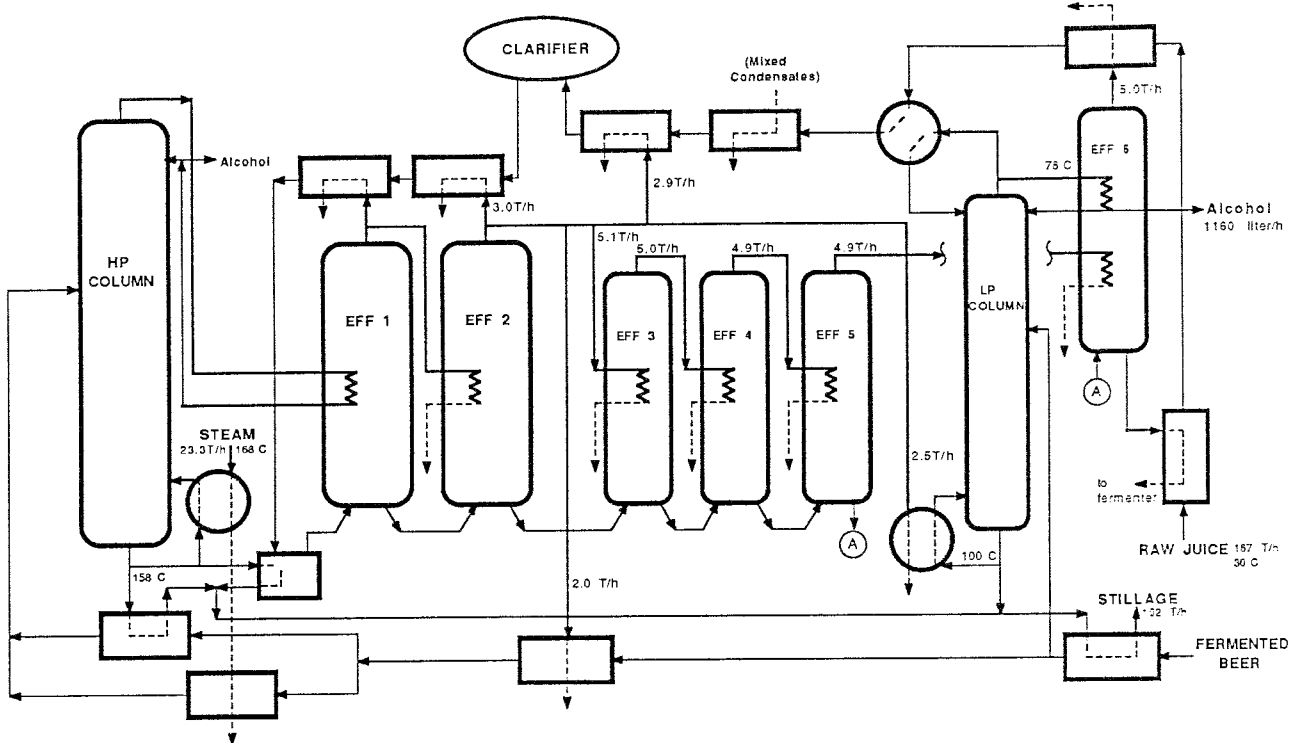 CLARIFIER
(Mixed
Condensates)
5.0T/h
EFF 6
Alcohol
2.9T/h
76 C
3.0T/h
Alcohol
1160 liter/h
5.1T/h
5.0T/h
4.9T/h
4.9T/h
HP
COLUMN
LP
COLUMN
EFF 1
EFF 2
EFF 3
EFF 4
EFF 5
A
STEAM
23.3T/h
168 C
2.5T/h
to
fermenter
A
RAW JUICE
167 T/h
30 C
100 C
158 C
2.0 T/h
STILLAGE
T/h
FERMENTED
BEER